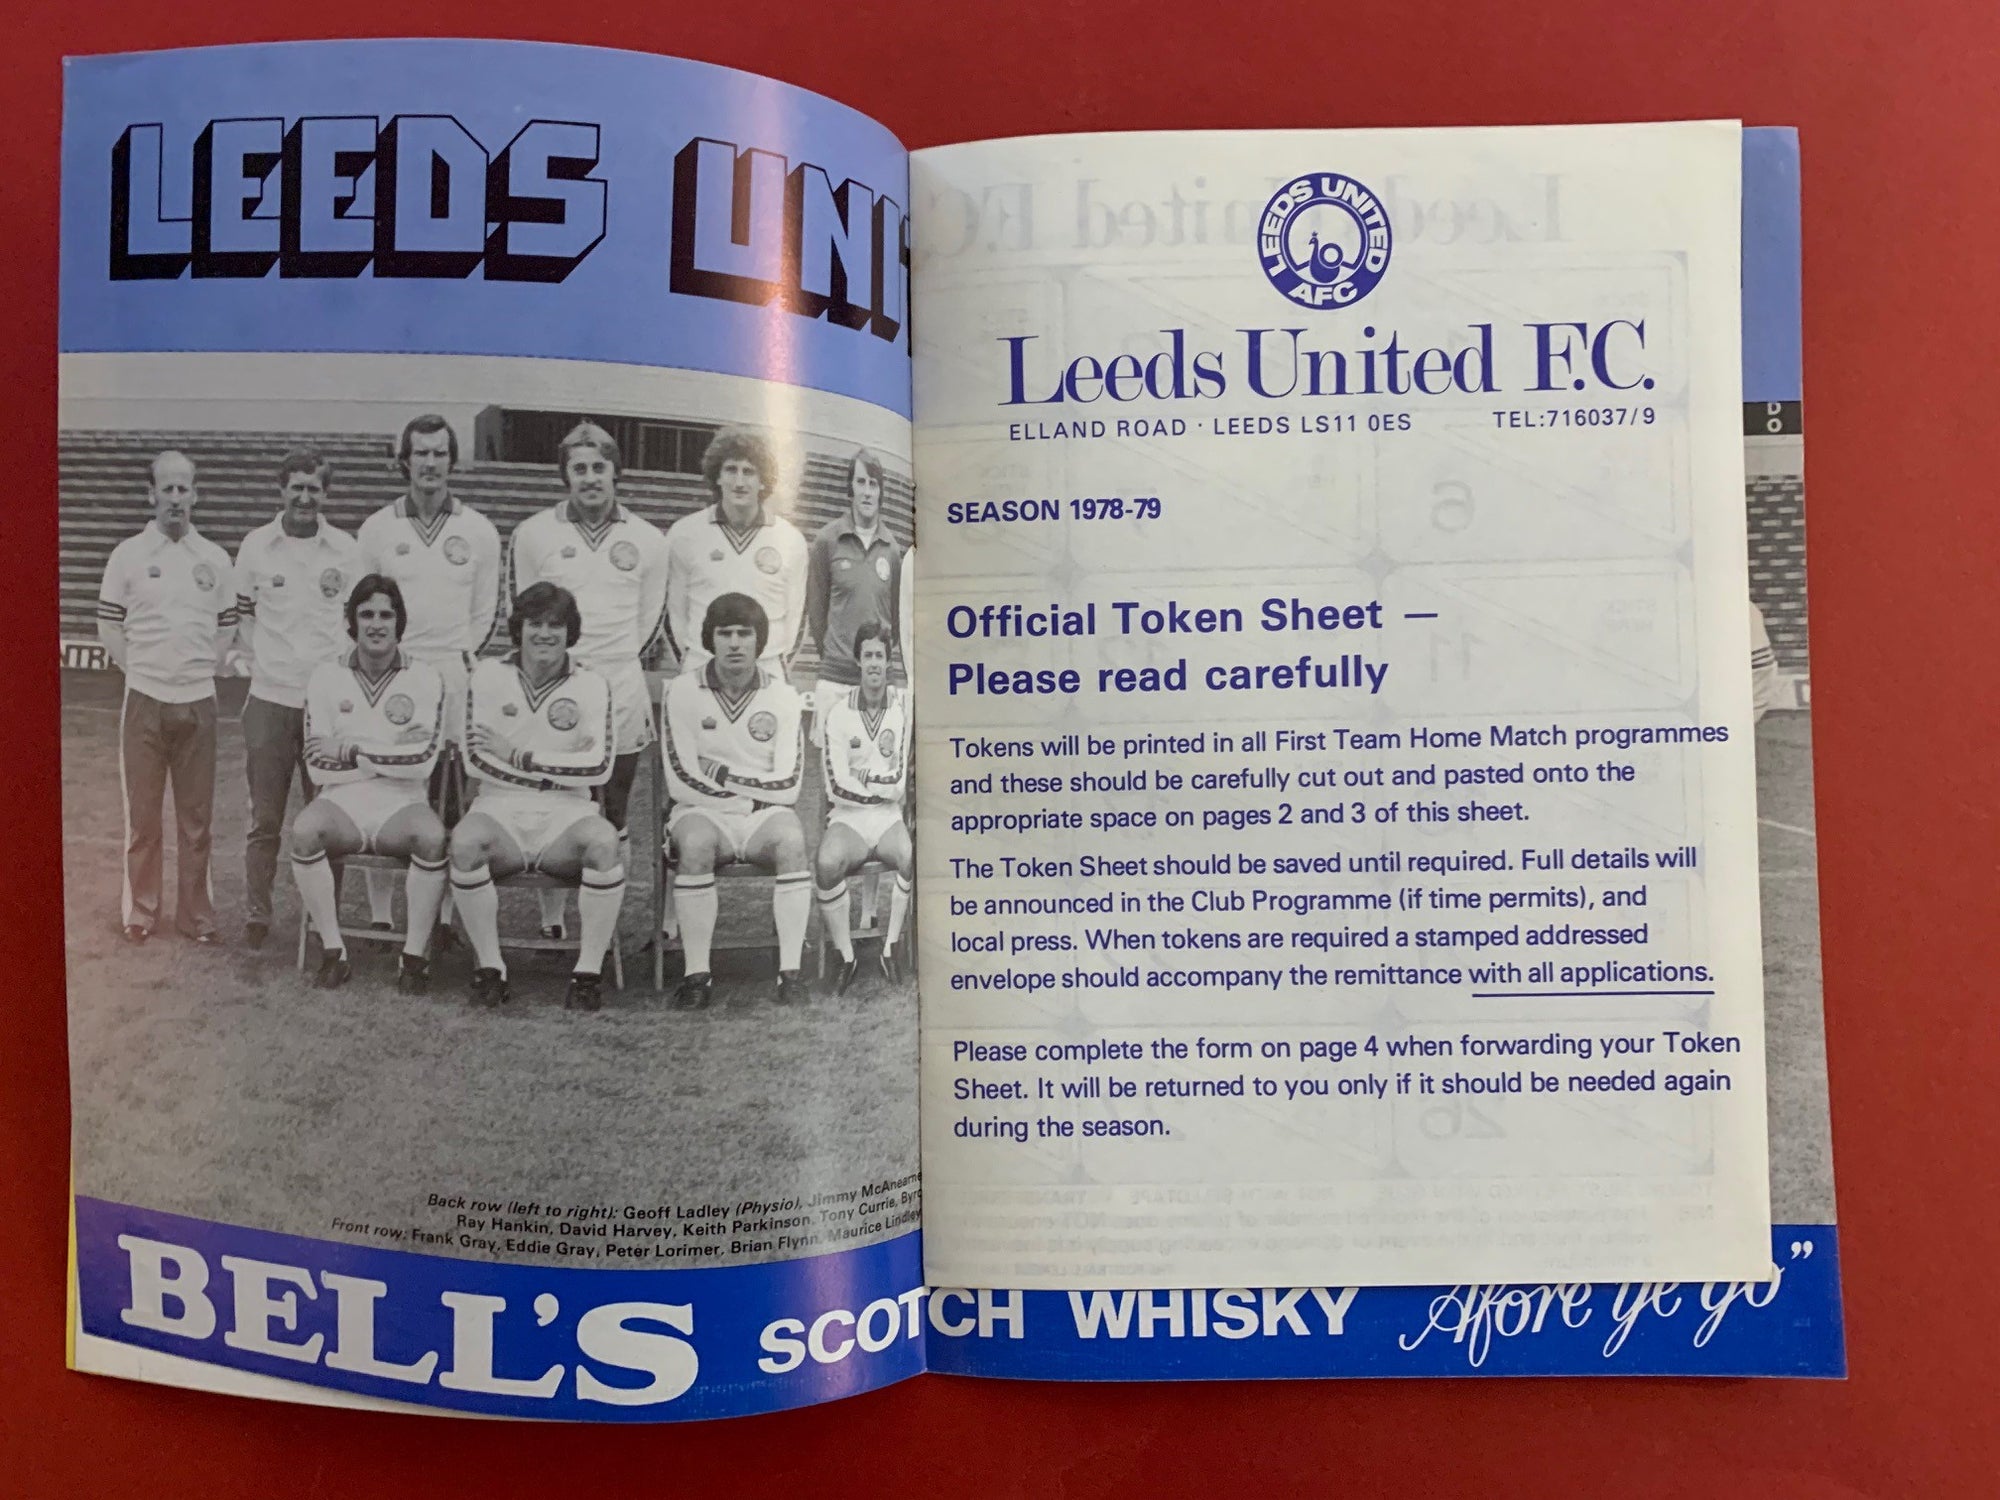 LEEDS UNI
NTR
Back row (left to right): Geoff Ladley (Physio), Jimmy McAnearne
Ray Hankin, David Harvey, Keith Parkinson, Tony Currie, Byro
Front row: Frank Gray, Eddie Gray, Peter Lorimer, Brian Flynn, Maurice Lindley
BELL'S SCOTCH WHISKY Afore ye go”
LEEDS UNITED
AFC
Leeds United F.C.
ELLAND ROAD · LEEDS LS11 0ES TEL:716037/9
SEASON 1978-79
Official Token Sheet —
Please read carefully
Tokens will be printed in all First Team Home Match programmes
and these should be carefully cut out and pasted onto the
appropriate space on pages 2 and 3 of this sheet.
The Token Sheet should be saved until required. Full details will
be announced in the Club Programme (if time permits), and
local press. When tokens are required a stamped addressed
envelope should accompany the remittance with all applications.
Please complete the form on page 4 when forwarding your Token
Sheet. It will be returned to you only if it should be needed again
during the season.